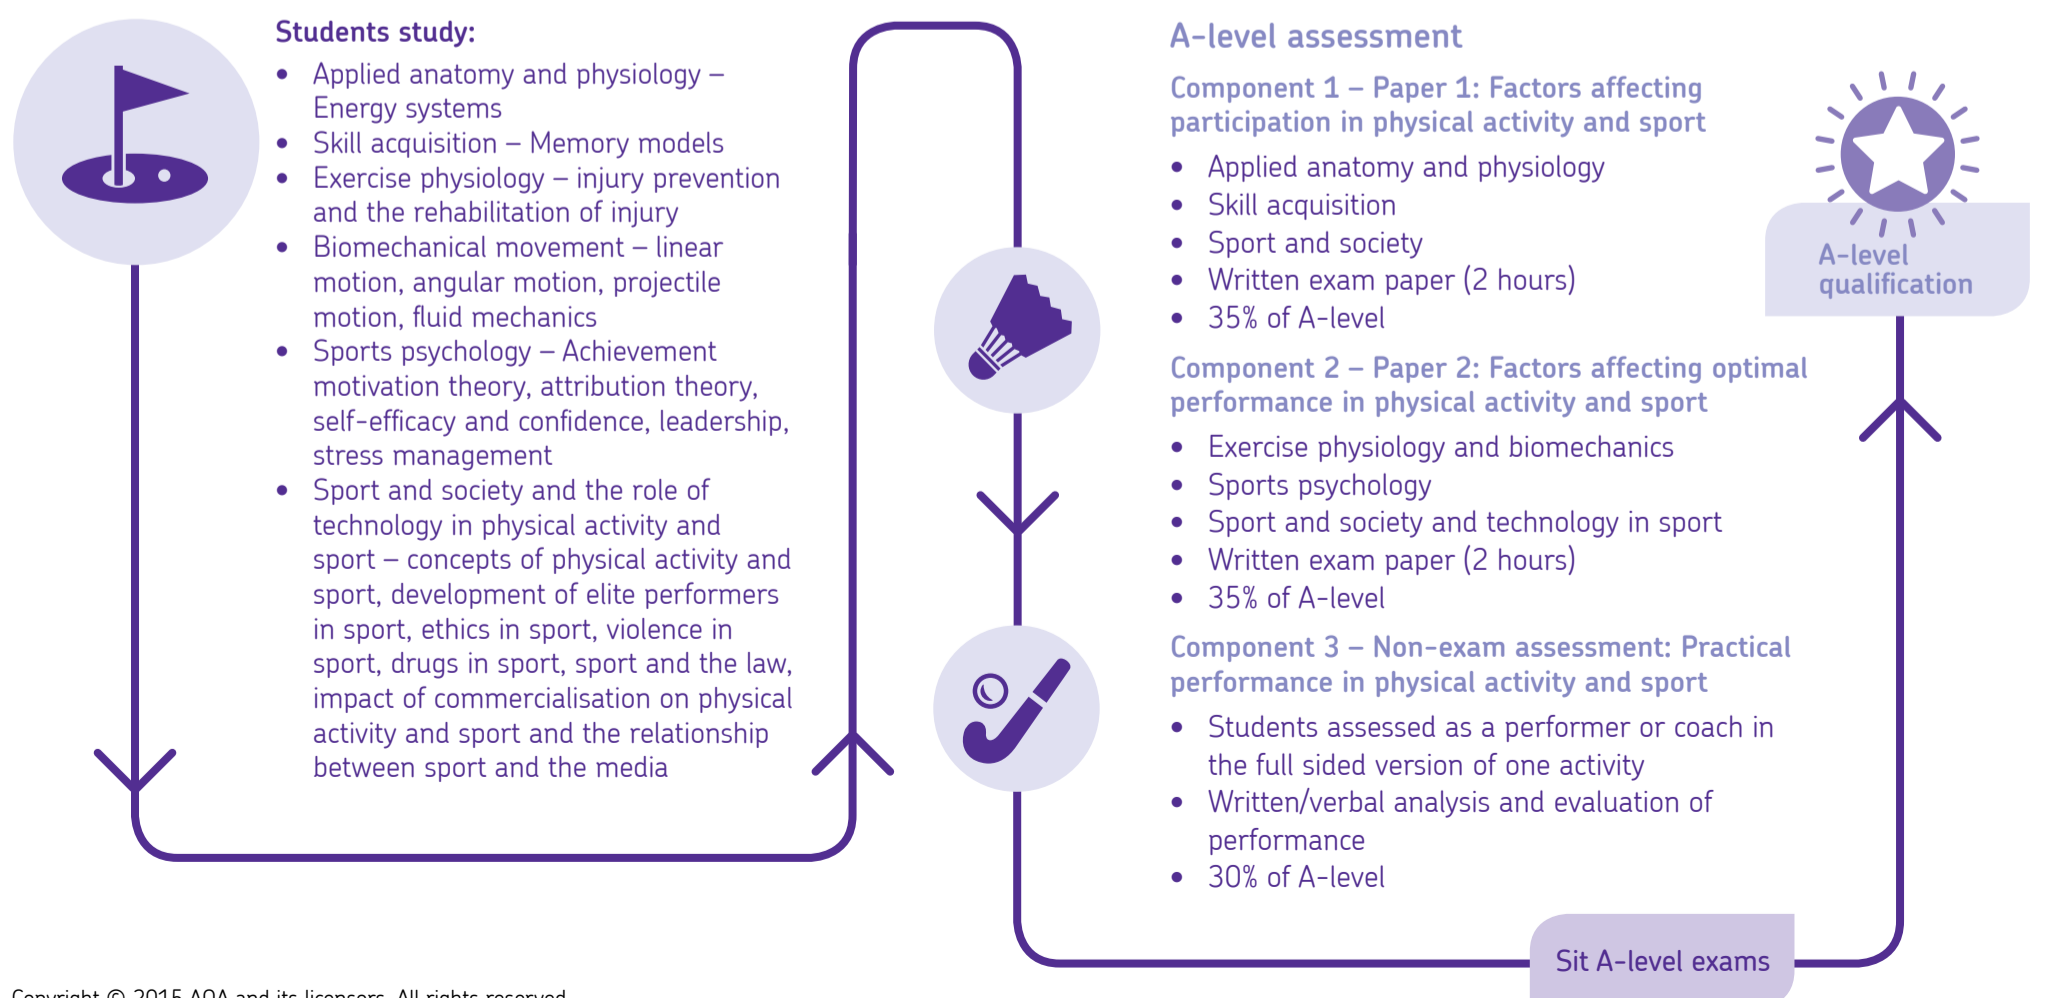 Students study:
• Applied anatomy and physiology –
Energy systems
• Skill acquisition – Memory models
• Exercise physiology – injury prevention
and the rehabilitation of injury
• Biomechanical movement – linear
motion, angular motion, projectile
motion, fluid mechanics
• Sports psychology – Achievement
motivation theory, attribution theory,
self-efficacy and confidence, leadership,
stress management
• Sport and society and the role of
technology in physical activity and
sport – concepts of physical activity and
sport, development of elite performers
in sport, ethics in sport, violence in
sport, drugs in sport, sport and the law,
impact of commercialisation on physical
activity and sport and the relationship
between sport and the media
A-level assessment
Component 1 – Paper 1: Factors affecting
participation in physical activity and sport
• Applied anatomy and physiology
• Skill acquisition
• Sport and society
• Written exam paper (2 hours)
• 35% of A-level
Component 2 – Paper 2: Factors affecting optimal
performance in physical activity and sport
• Exercise physiology and biomechanics
• Sports psychology
• Sport and society and technology in sport
• Written exam paper (2 hours)
• 35% of A-level
Component 3 – Non-exam assessment: Practical
performance in physical activity and sport
• Students assessed as a performer or coach in
the full sided version of one activity
• Written/verbal analysis and evaluation of
performance
• 30% of A-level
Sit A-level exams
A-level
qualification
Copyright © 2015 AQA and its licensors. All rights reserved.